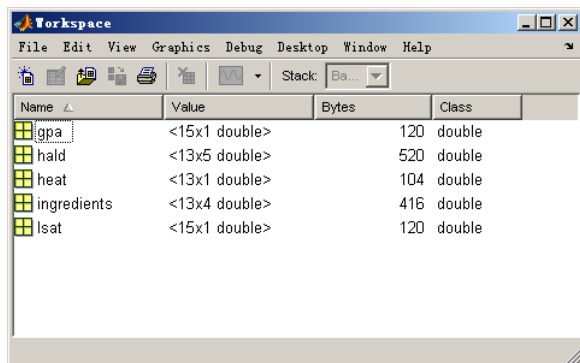 Workspace
File Edit View Graphics Debug Desktop Window Help
Stack: Ba...
Name Value Bytes Class
gpa <15x1 double> 120 double
hald <13x5 double> 520 double
heat <13x1 double> 104 double
ingredients <13x4 double> 416 double
lsat <15x1 double> 120 double